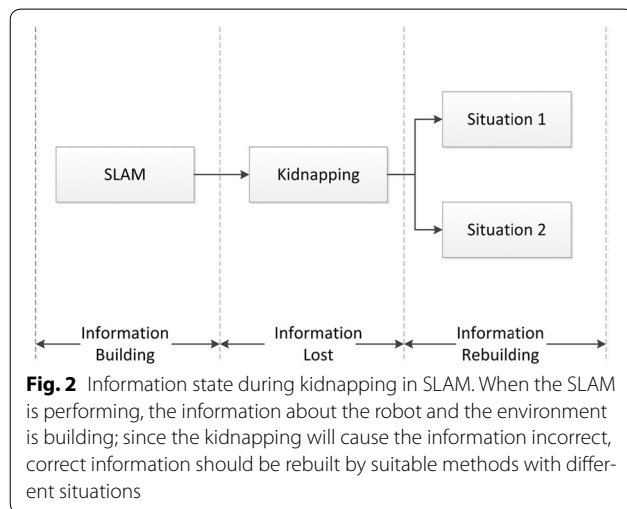 SLAM
Kidnapping
Situation 1
Situation 2
Information
Building
Information
Lost
Information
Rebuilding
Fig. 2 Information state during kidnapping in SLAM. When the SLAM
is performing, the information about the robot and the environment
is building; since the kidnapping will cause the information incorrect,
correct information should be rebuilt by suitable methods with differ-
ent situations